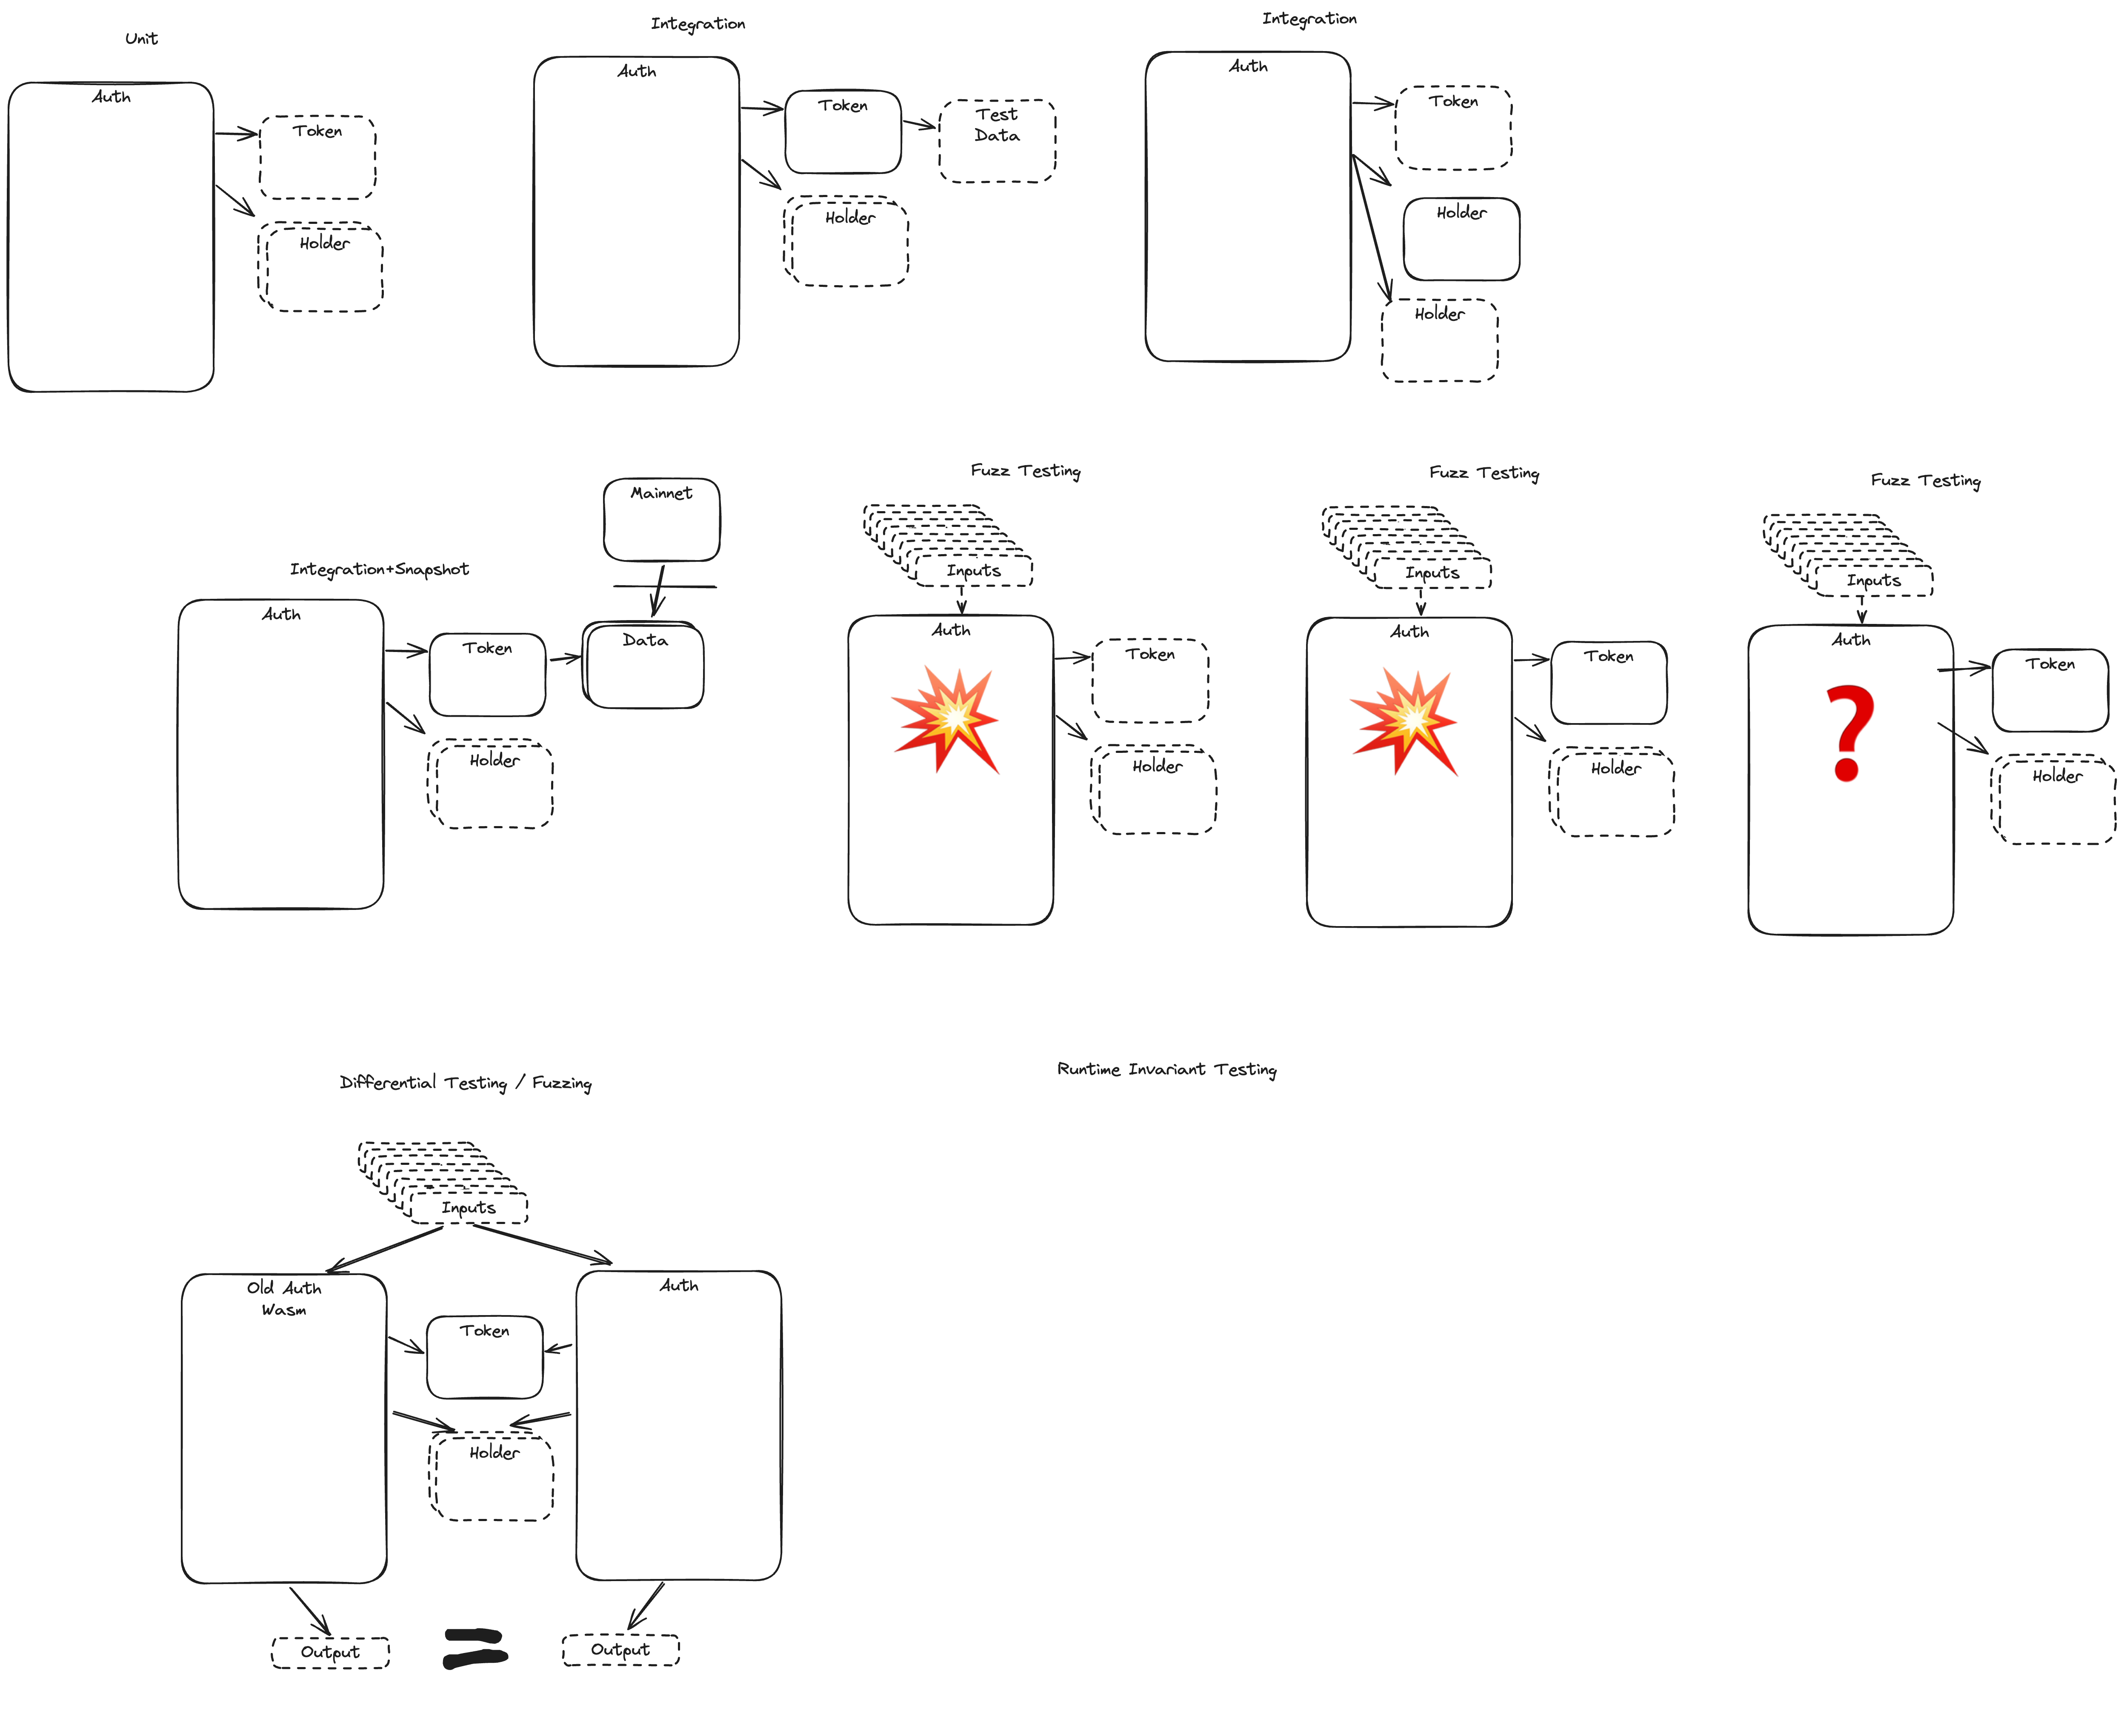 Unit
Auth
Token
Holder
Integration
Auth
Token
Test
Data
Holder
Integration
Auth
Token
Holder
Holder
Integration+Snapshot
Mainnet
Auth
Token
Data
Holder
Fuzz Testing
Inputs
Auth
Token
Holder
Fuzz Testing
Inputs
Auth
Token
Holder
Fuzz Testing
Inputs
Auth
Token
?
Holder
Differential Testing / Fuzzing
Inputs
Old Auth
Wasm
Auth
Token
Holder
Output
=
Output
Runtime Invariant Testing